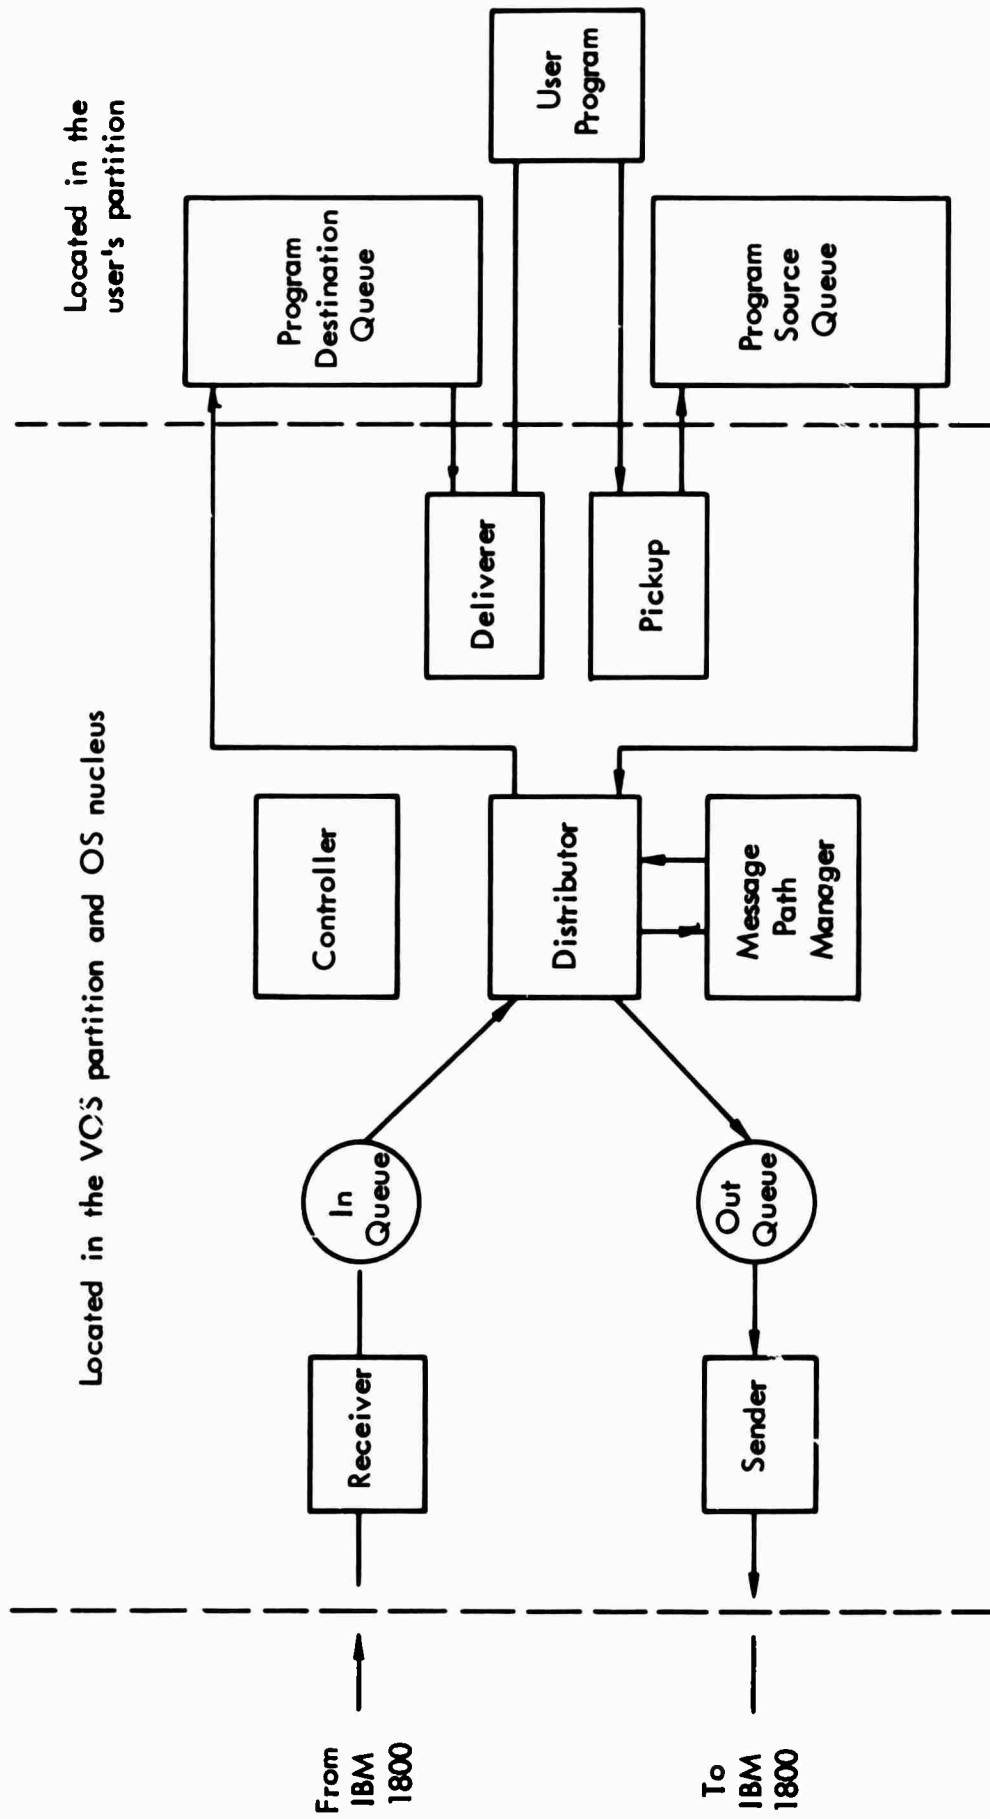 Located in the VOS partition and OS nucleus
Located in the
user's partition
From
IBM
1800
Receiver
In
Queue
Controller
Distributor
Message
Path
Manager
Deliverer
Pickup
Program
Destination
Queue
User
Program
Program
Source
Queue
Out
Queue
Sender
To
IBM
1800